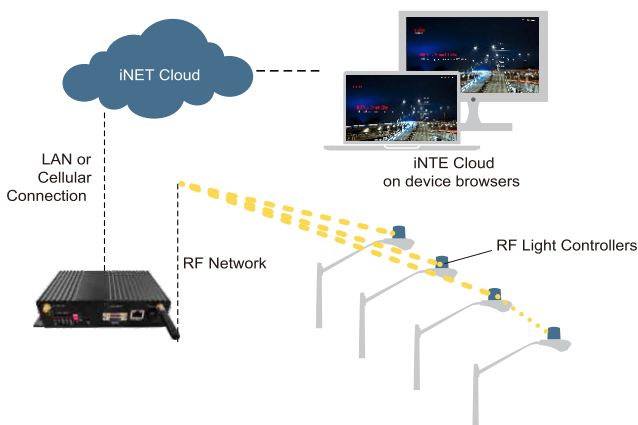 iNET Cloud
LAN or
Cellular
Connection
iNTE Cloud
on device browsers
RF Network
RF Light Controllers